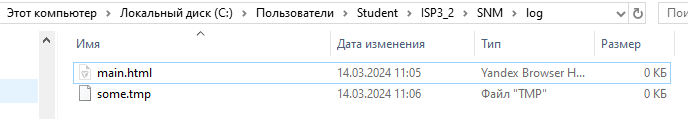 Этот компьютер > Локальный диск (C:) > Пользователи > Student > ISP3_2 > SNM > log
Имя Дата изменения Тип Размер
main.html 14.03.2024 11:05 Yandex Browser H... 0 КБ
some.tmp 14.03.2024 11:06 Файл "TMP" 0 КБ